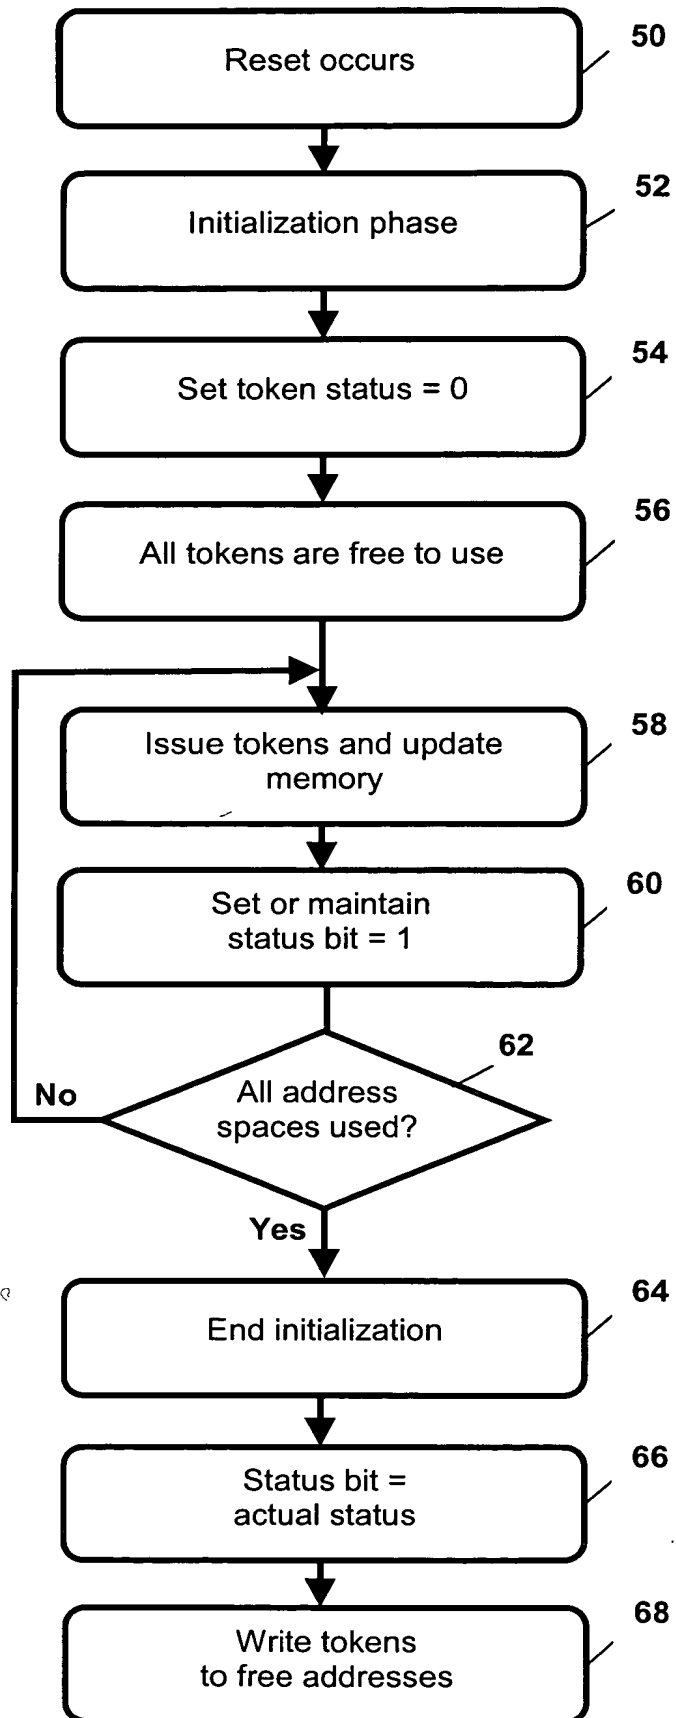 50
Reset occurs
52
Initialization phase
54
Set token status = 0
56
All tokens are free to use
58
Issue tokens and update
memory
60
Set or maintain
status bit = 1
62
All address
spaces used?
No
Yes
64
End initialization
66
Status bit =
actual status
68
Write tokens
to free addresses